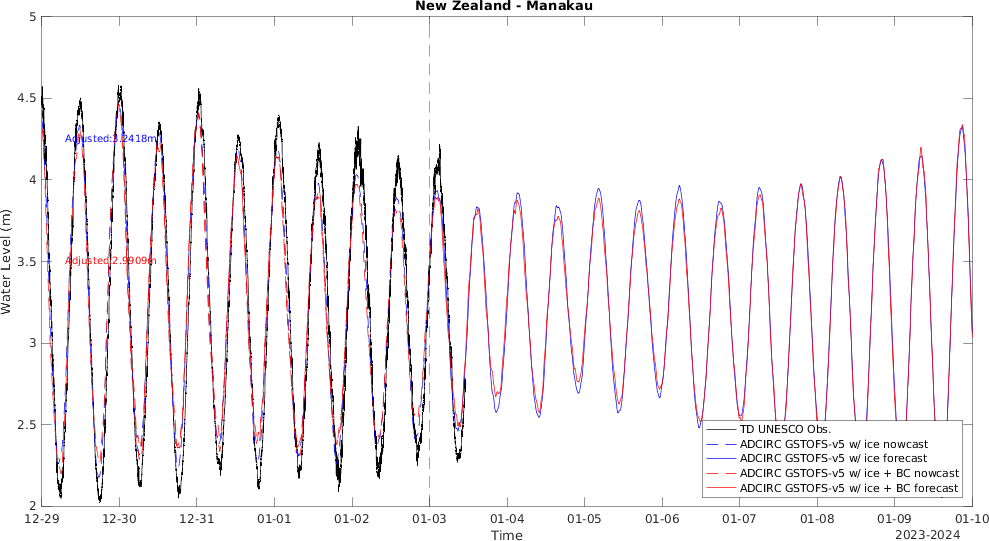 New Zealand - Manakau
5
4.5
4
3.5
3
2.5
2
Water Level (m)
Adjusted:3.2418m
Adjusted:2.9909m
TD UNESCO Obs.
ADCIRC GSTOFS-v5 w/ ice nowcast
ADCIRC GSTOFS-v5 w/ ice forecast
ADCIRC GSTOFS-v5 w/ ice + BC nowcast
ADCIRC GSTOFS-v5 w/ ice + BC forecast
12-29 12-30 12-31 01-01 01-02 01-03 01-04 01-05 01-06 01-07 01-08 01-09 01-10
Time
2023-2024